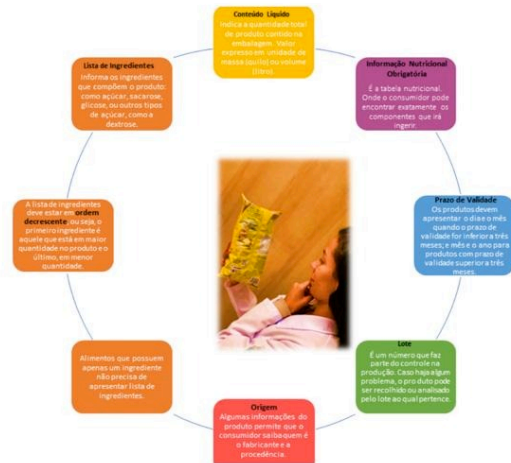 Conteúdo Líquido
Indica a quantidade total
de produto contido na
embalagem. Valor
expresso em unidade de
massa (quilo) ou volume
(litro).
Informação Nutricional
Obrigatória
É a tabela nutricional.
Onde o consumidor pode
encontrar exatamente os
componentes que irá
ingerir.
Prazo de Validade
Os produtos devem
apresentar o dia e o mês
quando o prazo de
validade for inferior a três
meses; e mês e o ano para
produtos com prazo de
validade superior a três
meses.
Lote
É um número que faz
parte do controle na
produção. Caso haja algum
problema, o produto pode
ser recolhido ou analisado
pelo lote ao qual pertence.
Origem
Algumas informações do
produto permite que o
consumidor saiba quem é
o fabricante e a
procedência.
Alimentos que possuem
apenas um ingrediente
não precisa de
apresentar lista de
ingredientes.
A lista de ingredientes
deve estar em ordem
decrescente, ou seja, o
primeiro ingrediente é
aquele que está em maior
quantidade no produto e o
último, em menor
quantidade.
Lista de Ingredientes
Informa os ingredientes
que compõem o produto:
como açúcar, sacarose,
glicose, ou outros tipos
de açúcar, como a
dextrose.